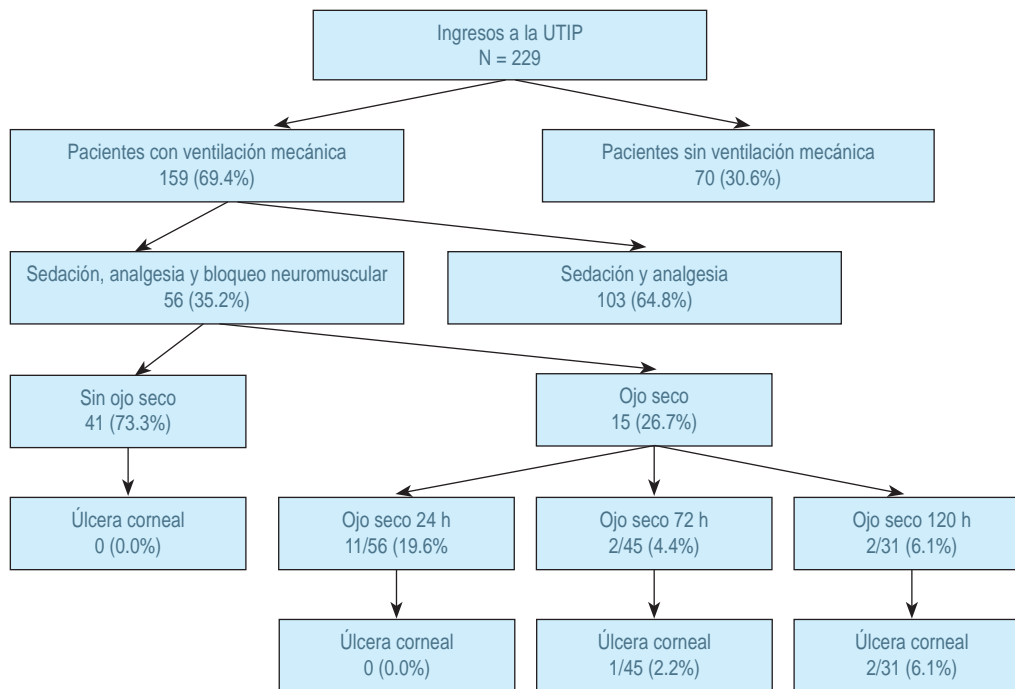 Ingresos a la UTIP
N = 229
Pacientes con ventilación mecánica
159 (69.4%)
Pacientes sin ventilación mecánica
70 (30.6%)
Sedación, analgesia y bloqueo neuromuscular
56 (35.2%)
Sedación y analgesia
103 (64.8%)
Sin ojo seco
41 (73.3%)
Ojo seco
15 (26.7%)
Úlcera corneal
0 (0.0%)
Ojo seco 24 h
11/56 (19.6%
Ojo seco 72 h
2/45 (4.4%)
Ojo seco 120 h
2/31 (6.1%)
Úlcera corneal
0 (0.0%)
Úlcera corneal
1/45 (2.2%)
Úlcera corneal
2/31 (6.1%)